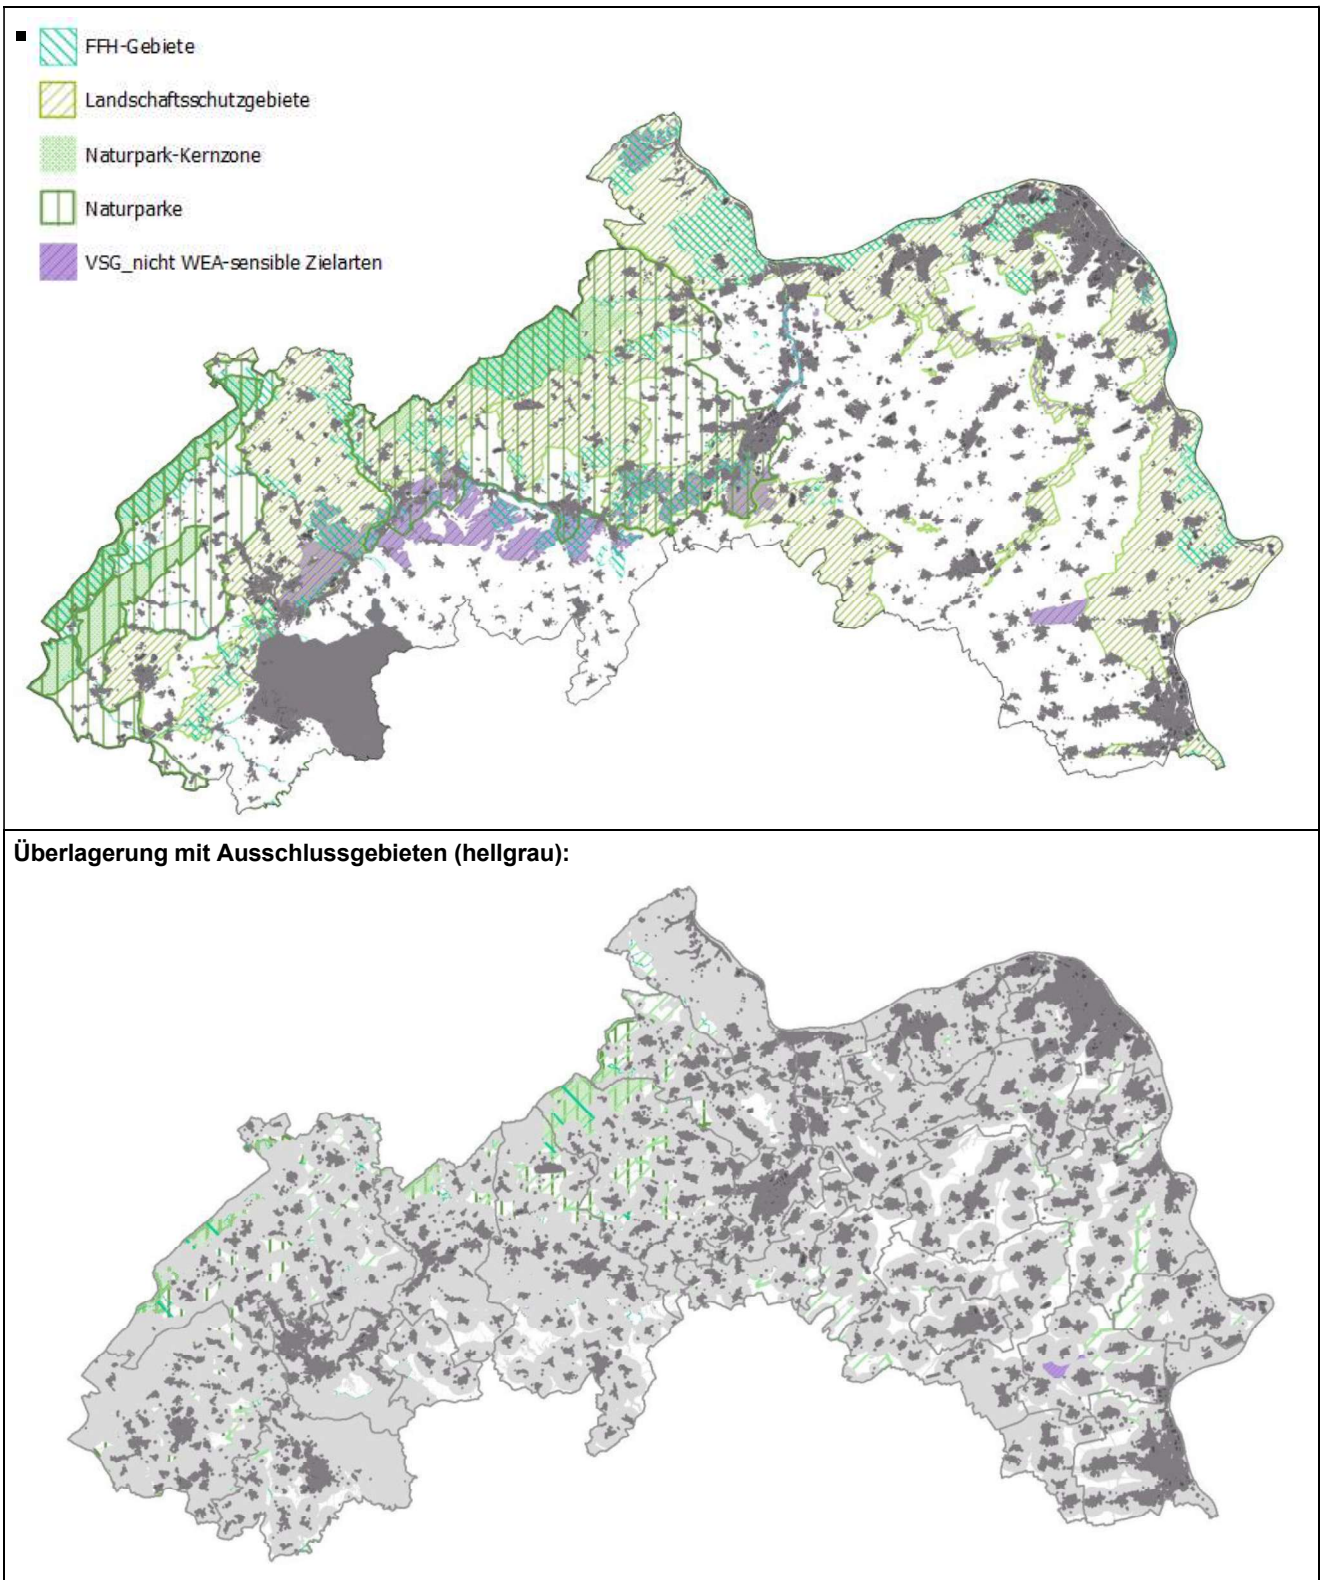 FFH-Gebiete
Landschaftsschutzgebiete
Naturpark-Kernzone
Naturparke
VSG_nicht WEA-sensible Zielarten
Überlagerung mit Ausschlussgebieten (hellgrau):